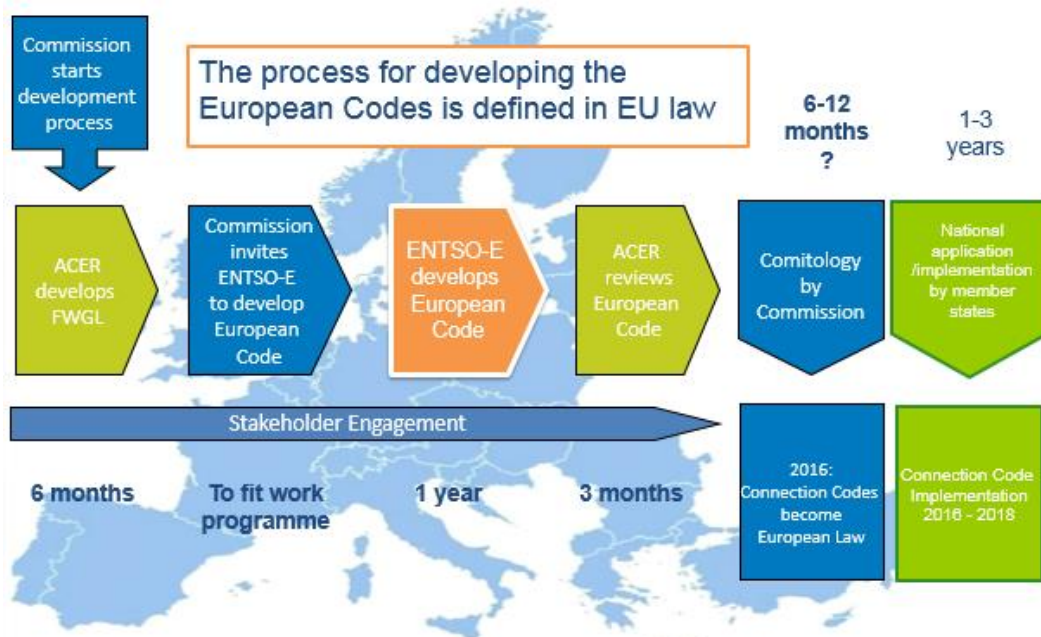 Commission
starts
development
process
The process for developing the
European Codes is defined in EU law
6-12
months
?
1-3
years
ACER
develops
FWGL
Commission
invites
ENTSO-E
to develop
European
Code
ENTSO-E
develops
European
Code
ACER
reviews
European
Code
Comitology
by
Commission
National
application
/implementation
by member
states
Stakeholder Engagement
6 months
To fit work
programme
1 year
3 months
2016:
Connection Codes
become
European Law
Connection Code
Implementation
2016 - 2018